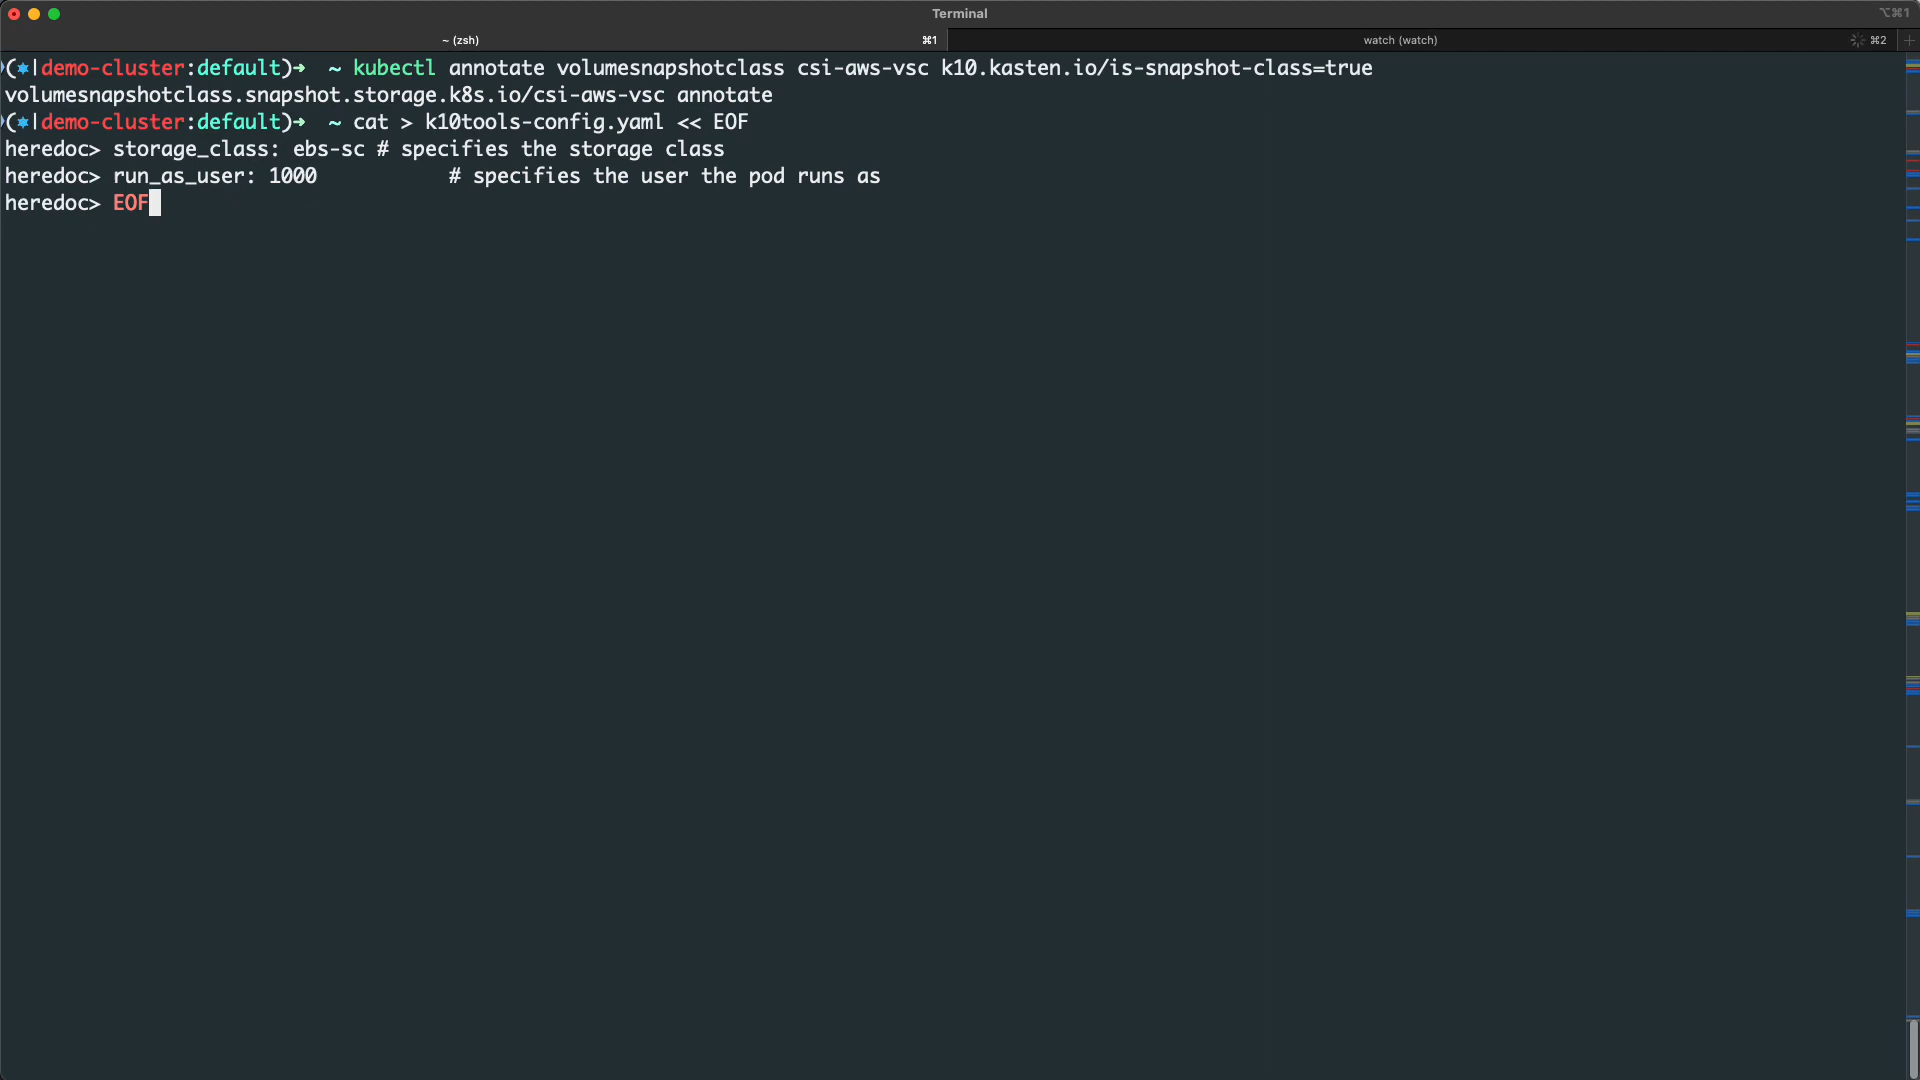 Terminal
⌥⌘1
~ (zsh)
⌘1
watch (watch)
⌘2
(⎈|demo-cluster:default)➜  ~ kubectl annotate volumesnapshotclass csi-aws-vsc k10.kasten.io/is-snapshot-class=true
volumesnapshotclass.snapshot.storage.k8s.io/csi-aws-vsc annotate
(⎈|demo-cluster:default)➜  ~ cat > k10tools-config.yaml << EOF
heredoc> storage_class: ebs-sc # specifies the storage class
heredoc> run_as_user: 1000           # specifies the user the pod runs as
heredoc> EOF